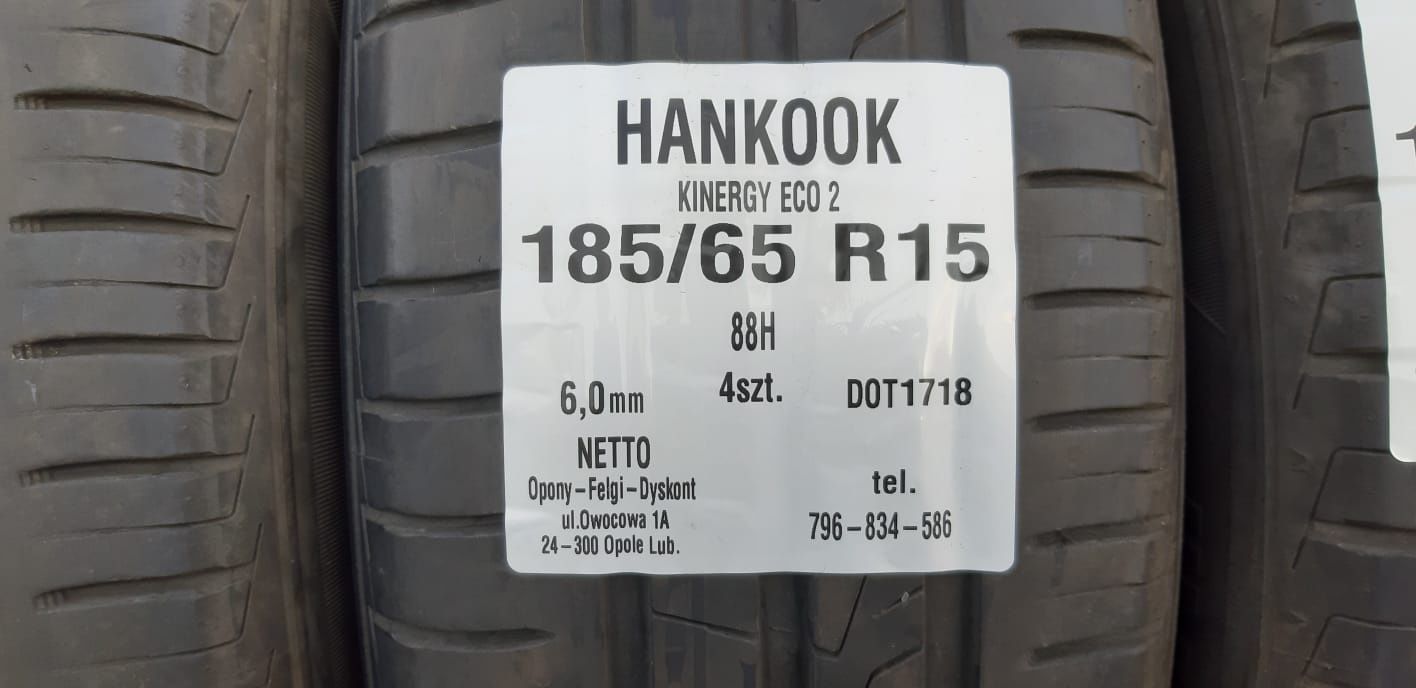 HANKOOK
KINERGY ECO 2
185/65 R15
88H
6,0mm 4szt. DOT1718
NETTO
Opony-Felgi-Dyskont
ul.Owocowa 1A
24-300 Opole Lub.
tel.
796-834-586